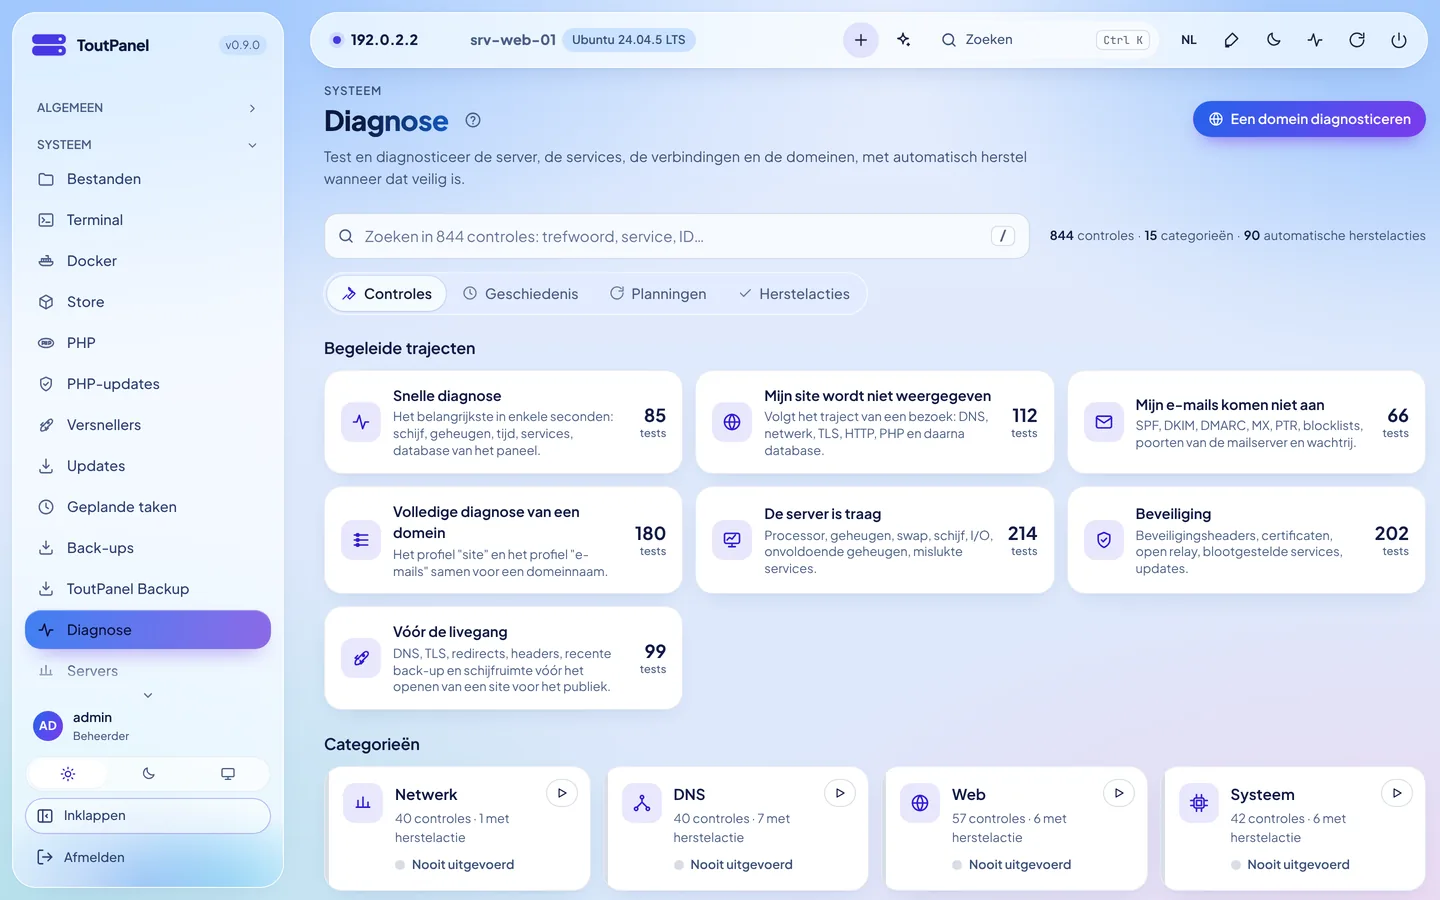 ToutPanel
v0.9.0
ALGEMEEN
SYSTEEM
Bestanden
Terminal
Docker
Store
PHP
PHP-updates
Versnellers
Updates
Geplande taken
Back-ups
ToutPanel Backup
Diagnose
Servers
AD
admin
Beheerder
Inklappen
Afmelden
192.0.2.2
srv-web-01
Ubuntu 24.04.5 LTS
Zoeken
Ctrl K
NL
SYSTEEM
Diagnose
Test en diagnosticeer de server, de services, de verbindingen en de domeinen, met automatisch herstel
wanneer dat veilig is.
Een domein diagnosticeren
Zoeken in 844 controles: trefwoord, service, ID...
/
844 controles · 15 categorieën · 90 automatische herstelacties
Controles
Geschiedenis
Planningen
Herstelacties
Begeleide trajecten
Snelle diagnose
Het belangrijkste in enkele seconden:
schijf, geheugen, tijd, services,
database van het paneel.
85
tests
Mijn site wordt niet weergegeven
Volgt het traject van een bezoek: DNS,
netwerk, TLS, HTTP, PHP en daarna
database.
112
tests
Mijn e-mails komen niet aan
SPF, DKIM, DMARC, MX, PTR, blocklists,
poorten van de mailserver en wachtrij.
66
tests
Volledige diagnose van een
domein
Het profiel "site" en het profiel "e-
mails" samen voor een domeinnaam.
180
tests
De server is traag
Processor, geheugen, swap, schijf, I/O,
onvoldoende geheugen, mislukte
services.
214
tests
Beveiliging
Beveiligingsheaders, certificaten,
open relay, blootgestelde services,
updates.
202
tests
Vóór de livegang
DNS, TLS, redirects, headers, recente
back-up en schijfruimte vóór het
openen van een site voor het publiek.
99
tests
Categorieën
Netwerk
40 controles · 1 met
herstelactie
Nooit uitgevoerd
DNS
40 controles · 7 met
herstelactie
Nooit uitgevoerd
Web
57 controles · 6 met
herstelactie
Nooit uitgevoerd
Systeem
42 controles · 6 met
herstelactie
Nooit uitgevoerd